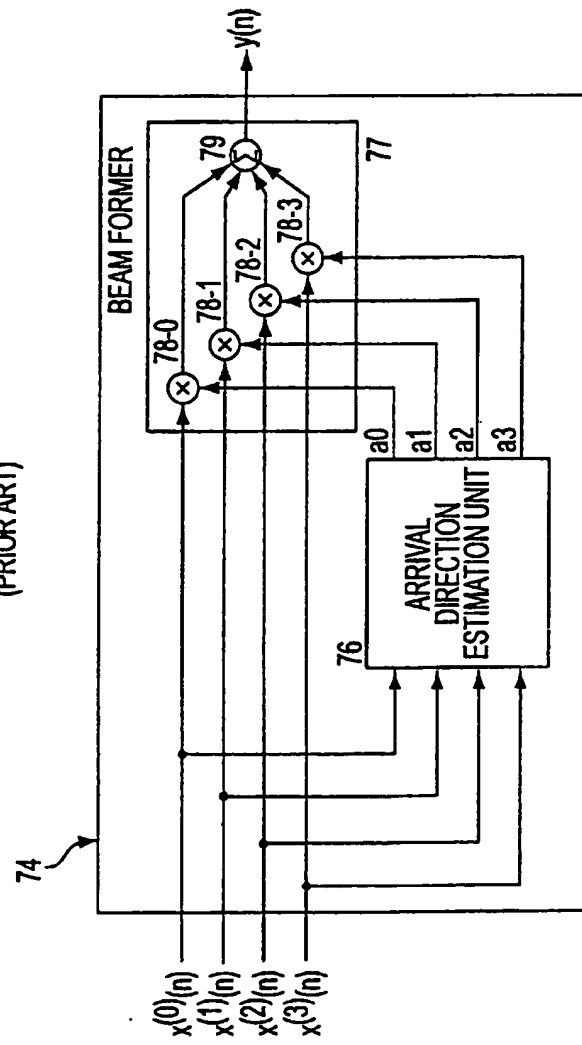 (PRIOR ART)
74
BEAM FORMER
78-0
78-1
78-2
78-3
79
77
y(n)
x(0)(n)
x(1)(n)
x(2)(n)
x(3)(n)
76
ARRIVAL
DIRECTION
ESTIMATION UNIT
a0
a1
a2
a3
×
×
×
×
Σ